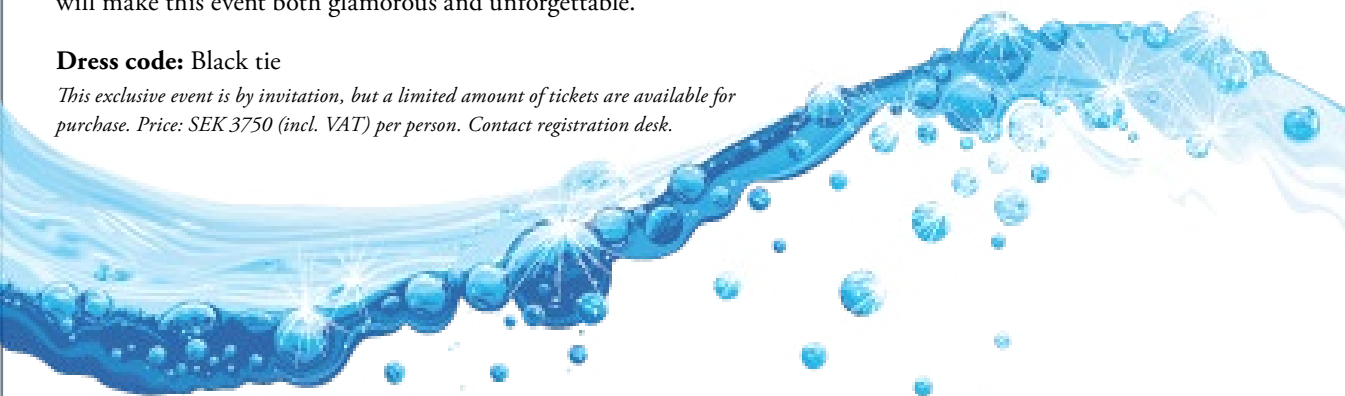 will make this event both glamorous and unforgettable.
Dress code: Black tie
This exclusive event is by invitation, but a limited amount of tickets are available for
purchase. Price: SEK 3750 (incl. VAT) per person. Contact registration desk.